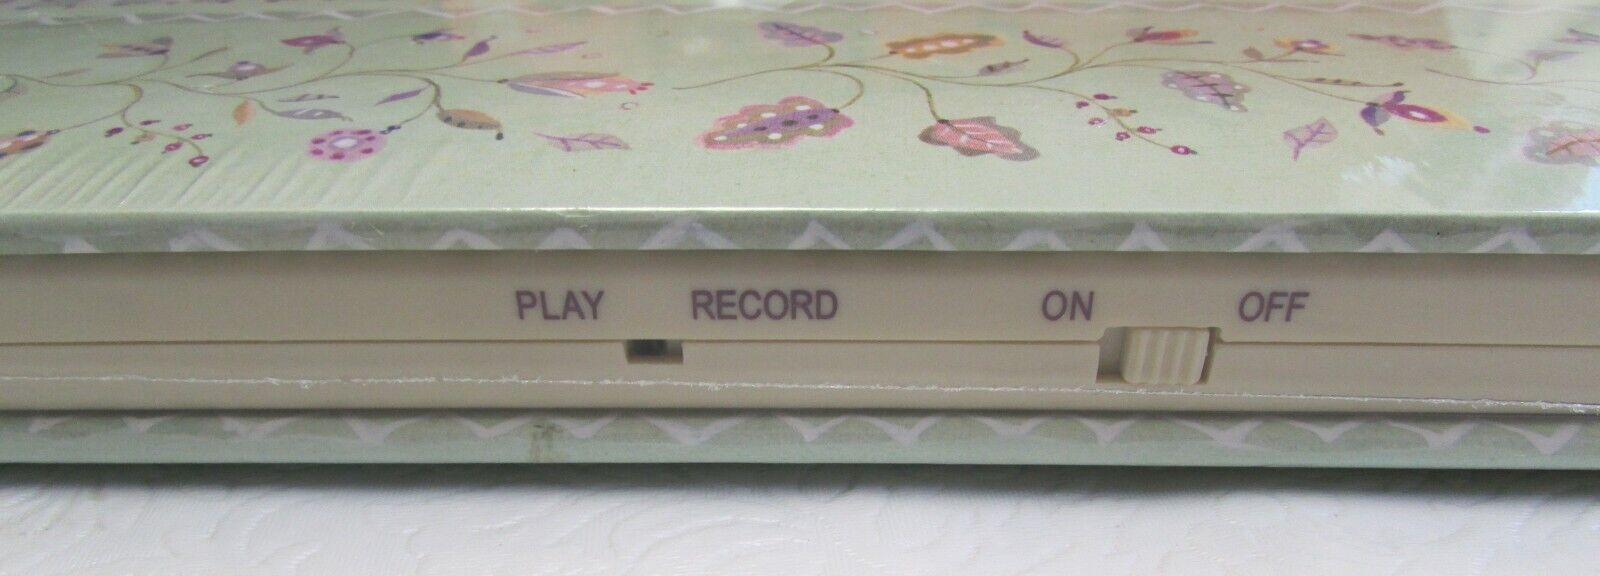 PLAY RECORD ON OFF